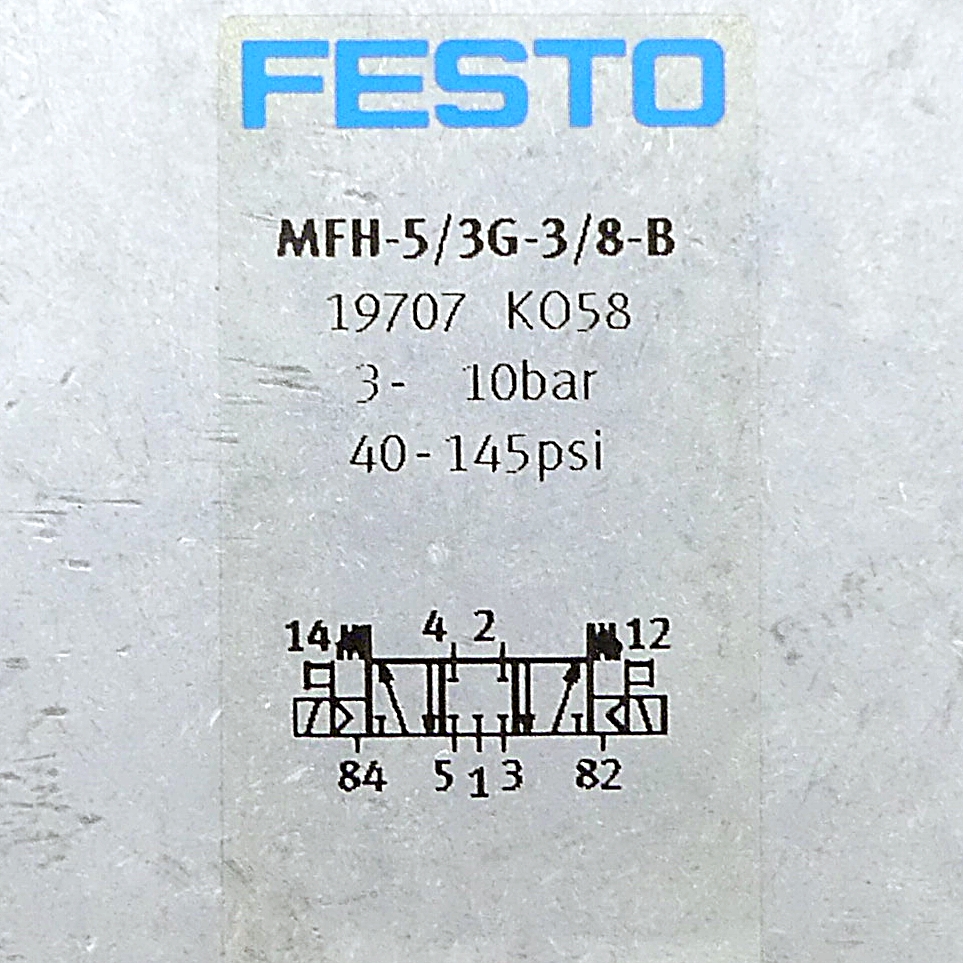 FESTO
MFH-5/3G-3/8-B
19707 KO58
3- 10bar
40-145psi
14 4 2 12
84 5 1 3 82